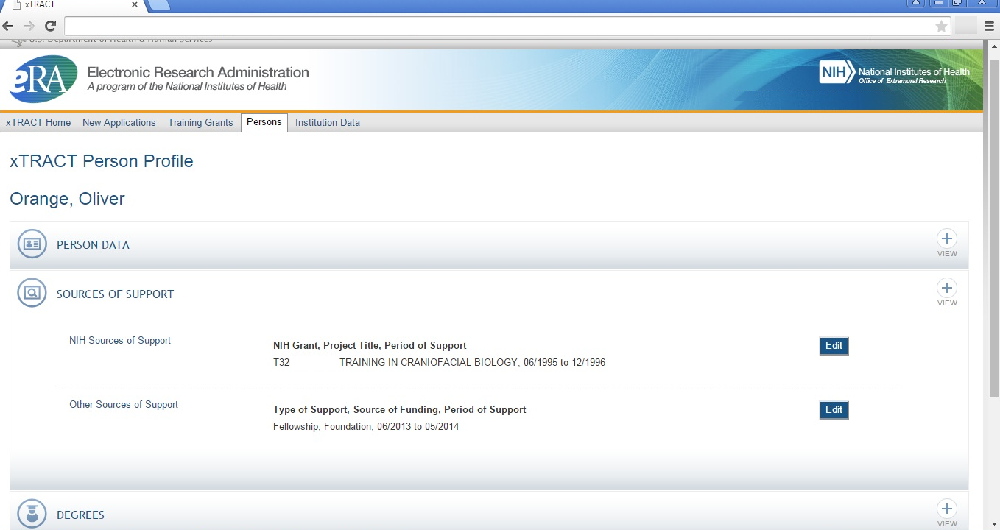 xTRACT
U.S. Department of Health & Human Services
eRA
Electronic Research Administration
A program of the National Institutes of Health
NIH
National Institutes of Health
Office of Extramural Research
xTRACT Home New Applications Training Grants Persons Institution Data
xTRACT Person Profile
Orange, Oliver
PERSON DATA
VIEW
SOURCES OF SUPPORT
VIEW
NIH Sources of Support
NIH Grant, Project Title, Period of Support
Edit
T32 TRAINING IN CRANIOFACIAL BIOLOGY, 06/1995 to 12/1996
Other Sources of Support
Type of Support, Source of Funding, Period of Support
Edit
Fellowship, Foundation, 06/2013 to 05/2014
DEGREES
VIEW